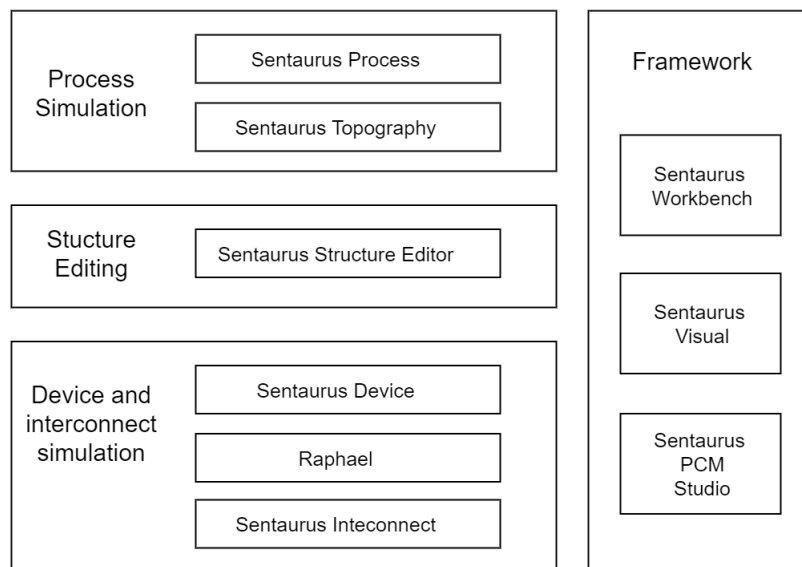 Process
Simulation
Sentaurus Process
Sentaurus Topography
Stucture
Editing
Sentaurus Structure Editor
Device and
interconnect
simulation
Sentaurus Device
Raphael
Sentaurus Inteconnect
Framework
Sentaurus
Workbench
Sentaurus
Visual
Sentaurus
PCM
Studio